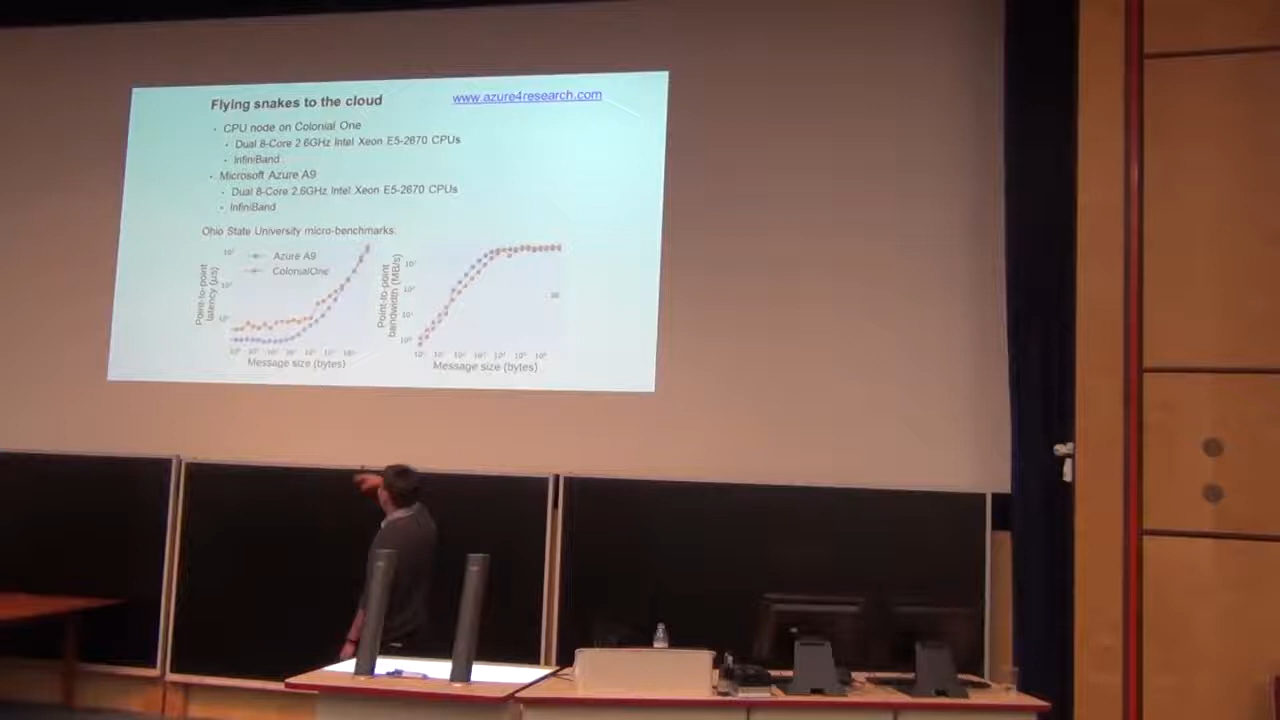 Flying snakes to the cloud
www.azure4research.com
CPU node on Colonial One
Dual 8-Core 2.6GHz Intel Xeon E5-2670 CPUs
InfiniBand
Microsoft Azure A9
Dual 8-Core 2.6GHz Intel Xeon E5-2670 CPUs
InfiniBand
Ohio State University micro-benchmarks:
Azure A9
ColonialOne
Point-to-point
latency (μs)
Message size (bytes)
Point-to-point
bandwidth (MB/s)
Message size (bytes)